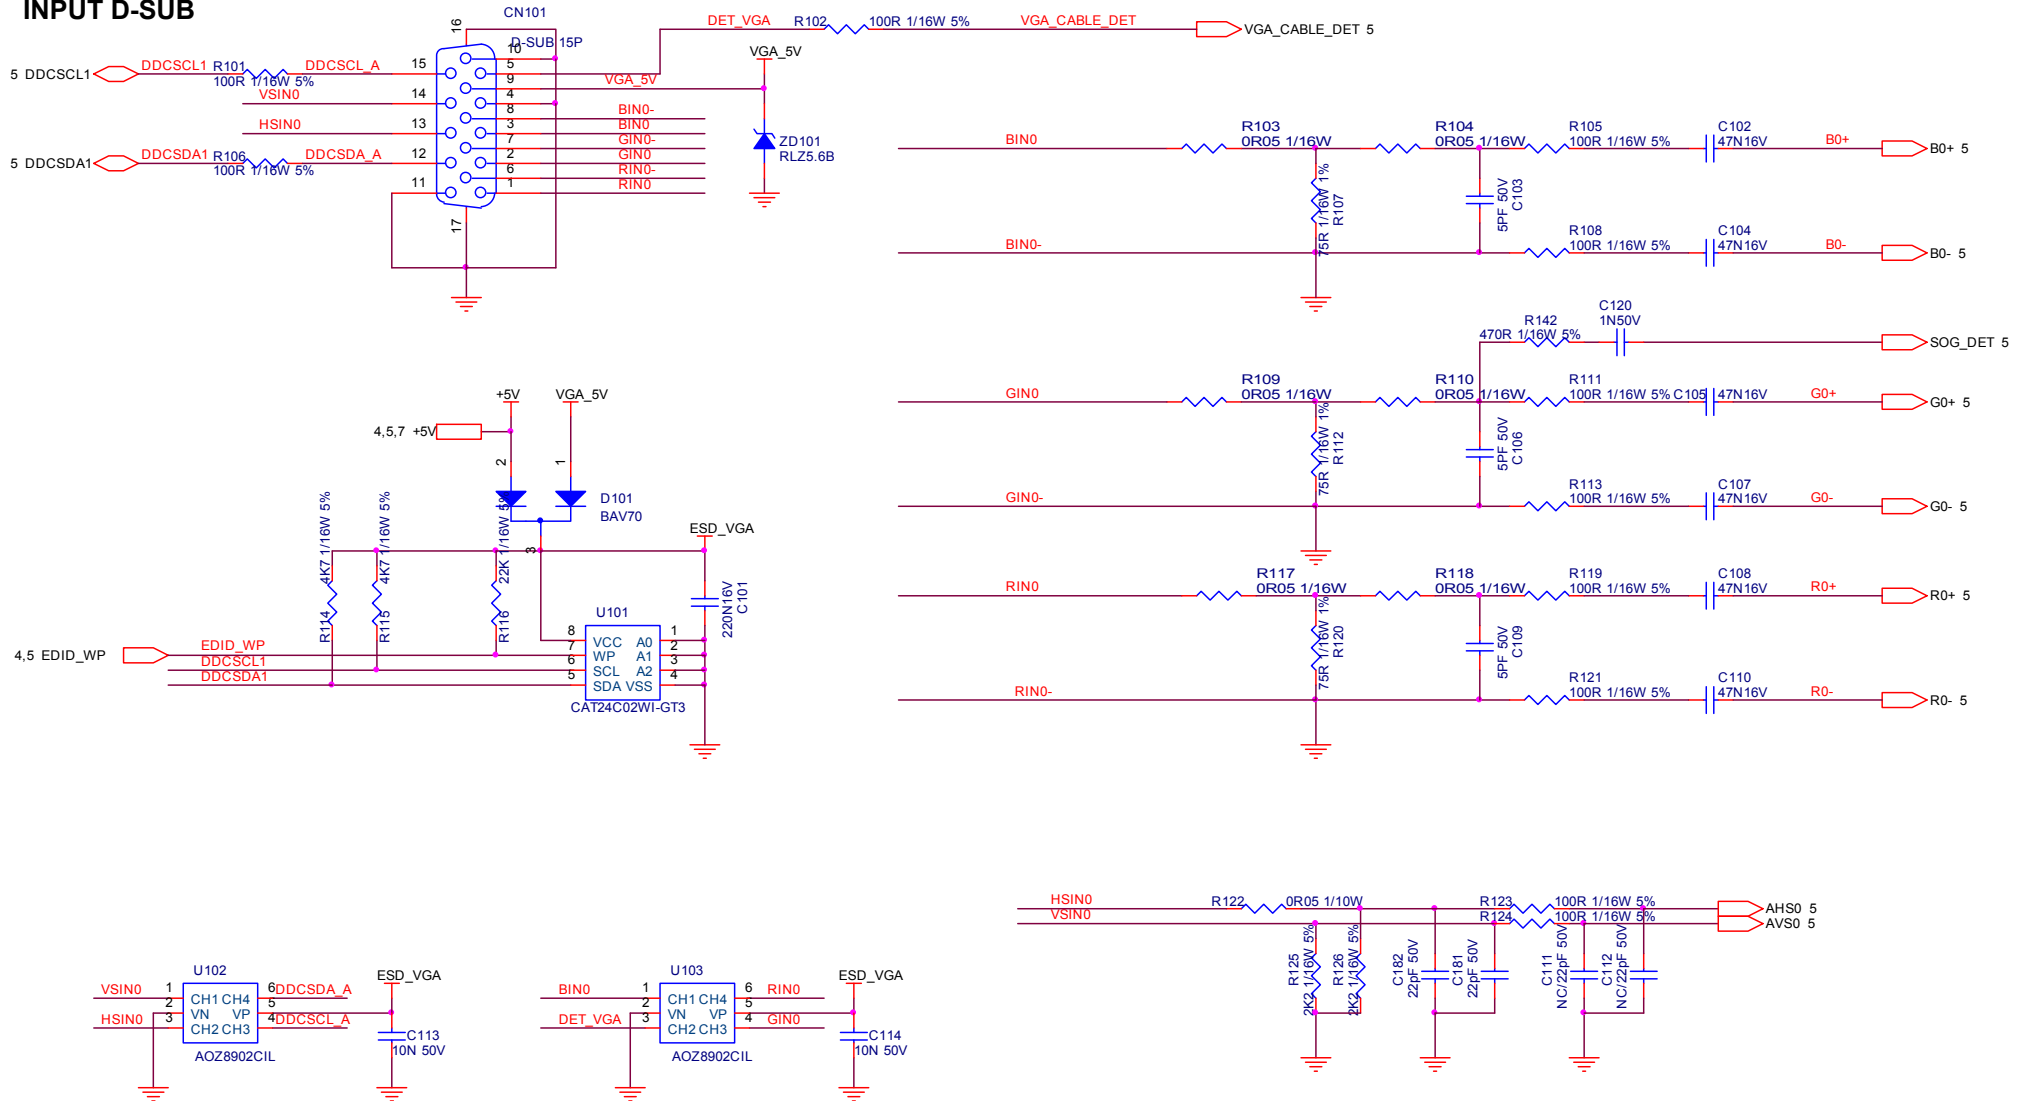 INPUT D-SUB
CN101
D-SUB 15P
16
17
5 DDCSCL1
DDCSCL1
R101
100R 1/16W 5%
DDCSCL_A
15
VSIN0
14
HSIN0
13
5 DDCSDA1
DDCSDA1
R106
100R 1/16W 5%
DDCSDA_A
12
11
10
5
9
4
8
3
7
2
6
1
VGA_5V
BIN0-
BIN0
GIN0-
GIN0
RIN0-
RIN0
DET_VGA
R102
100R 1/16W 5%
VGA_CABLE_DET
VGA_CABLE_DET 5
VGA_5V
ZD101
RLZ5.6B
BIN0
R103
0R05 1/16W
R104
0R05 1/16W
R105
100R 1/16W 5%
C102
47N16V
B0+
B0+ 5
75R 1/16W 1%
R107
5PF 50V
C103
BIN0-
R108
100R 1/16W 5%
C104
47N16V
B0-
B0- 5
R142
470R 1/16W 5%
C120
1N50V
SOG_DET 5
GIN0
R109
0R05 1/16W
R110
0R05 1/16W
R111
100R 1/16W 5%
C105
47N16V
G0+
G0+ 5
75R 1/16W 1%
R112
5PF 50V
C106
GIN0-
R113
100R 1/16W 5%
C107
47N16V
G0-
G0- 5
RIN0
R117
0R05 1/16W
R118
0R05 1/16W
R119
100R 1/16W 5%
C108
47N16V
R0+
R0+ 5
75R 1/16W 1%
R120
5PF 50V
C109
RIN0-
R121
100R 1/16W 5%
C110
47N16V
R0-
R0- 5
+5V
VGA_5V
4,5,7 +5V
2
1
3
D101
BAV70
ESD_VGA
R114
4K7 1/16W 5%
R115
4K7 1/16W 5%
R116
22K 1/16W 5%
220N16V
C101
U101
4,5 EDID_WP
EDID_WP
DDCSCL1
DDCSDA1
8 VCC A0 1
7 WP A1 2
6 SCL A2 3
5 SDA VSS 4
CAT24C02WI-GT3
U102
VSIN0 1 CH1 CH4 6 DDCSDA_A
2 VN VP 5
HSIN0 3 CH2 CH3 4 DDCSCL_A
AOZ8902CIL
ESD_VGA
C113
10N 50V
U103
BIN0 1 CH1 CH4 6 RIN0
2 VN VP 5
DET_VGA 3 CH2 CH3 4 GIN0
AOZ8902CIL
ESD_VGA
C114
10N 50V
HSIN0
VSIN0
R122
0R05 1/10W
R123
100R 1/16W 5%
R124
100R 1/16W 5%
AHS0 5
AVS0 5
R125
2K2 1/16W 5%
R126
2K2 1/16W 5%
C182
22pF 50V
C181
22pF 50V
C111
NC/22pF 50V
C112
NC/22pF 50V